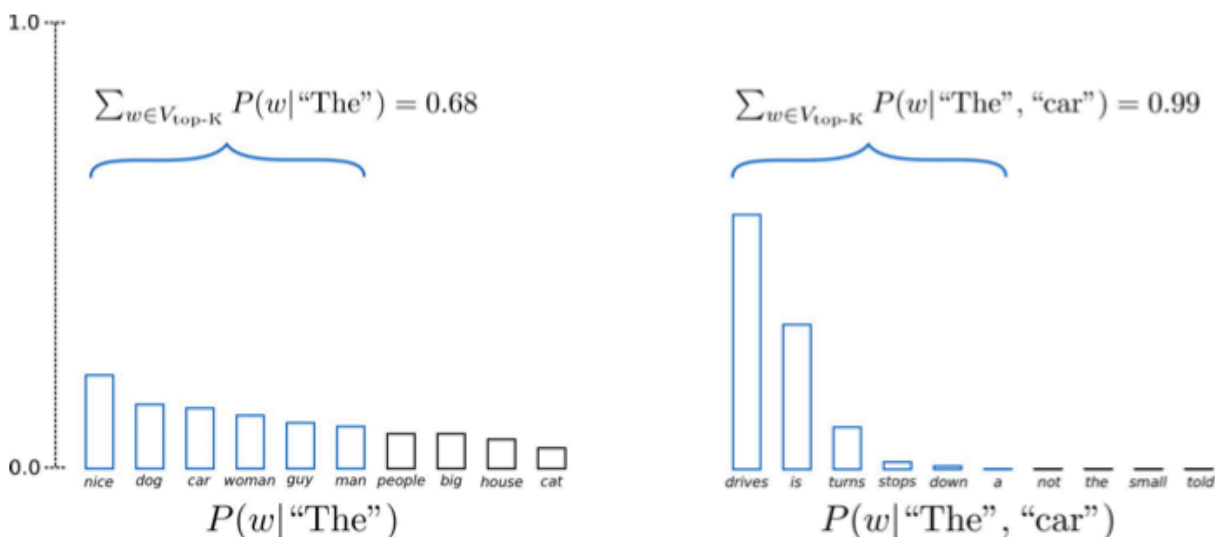 1.0
∑w∈Vtop-K P(w|“The”) = 0.68
∑w∈Vtop-K P(w|“The”, “car”) = 0.99
0.0
nice dog car woman guy man people big house cat
drives is turns stops down a not the small told
P(w|“The”)
P(w|“The”, “car”)